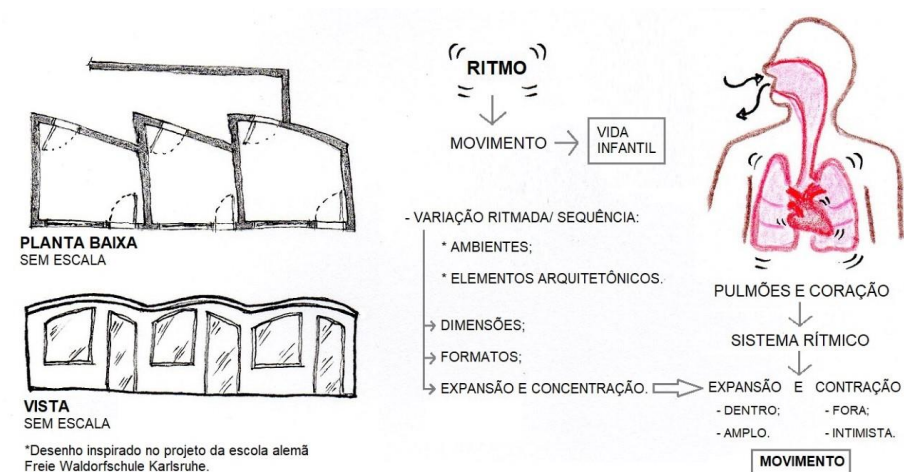 PLANTA BAIXA
SEM ESCALA
VISTA
SEM ESCALA
*Desenho inspirado no projeto da escola alemã
Freie Waldorfschule Karlsruhe.
RITMO
MOVIMENTO
VIDA
INFANTIL
- VARIAÇÃO RITMADA/ SEQUÊNCIA:
* AMBIENTES;
* ELEMENTOS ARQUITETÔNICOS.
DIMENSÕES;
FORMATOS;
EXPANSÃO E CONCENTRAÇÃO.
PULMÕES E CORAÇÃO
SISTEMA RÍTMICO
EXPANSÃO E CONTRAÇÃO
- DENTRO; - FORA;
- AMPLO. - INTIMISTA.
MOVIMENTO